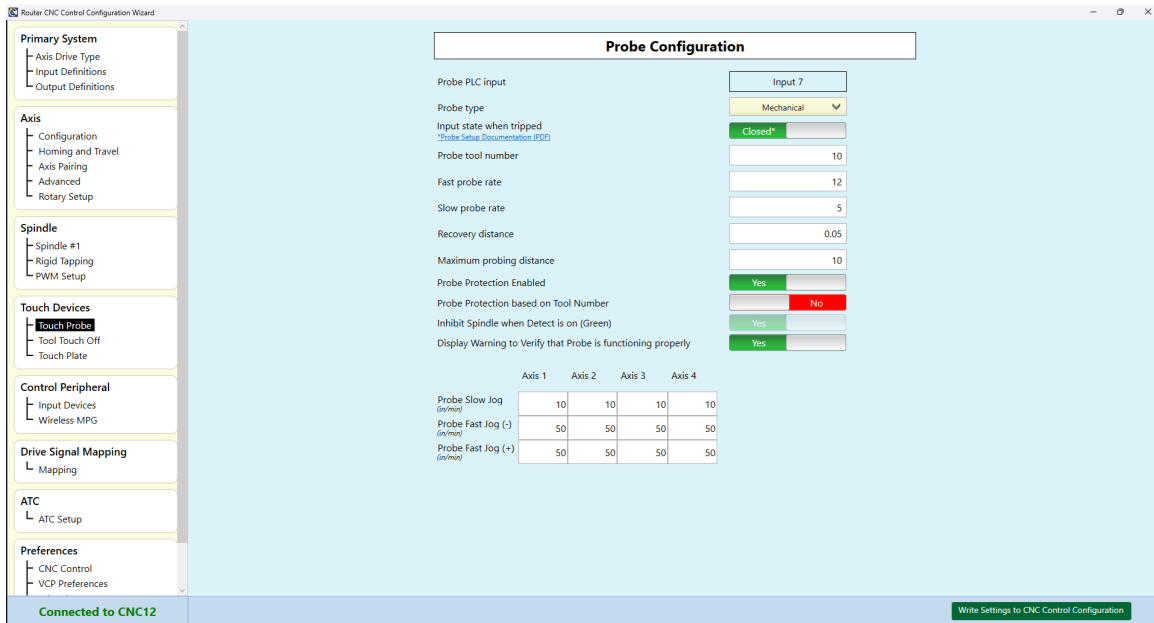 Router CNC Control Configuration Wizard
Primary System
Axis Drive Type
Input Definitions
Output Definitions
Axis
Configuration
Homing and Travel
Axis Pairing
Advanced
Rotary Setup
Spindle
Spindle #1
Rigid Tapping
PWM Setup
Touch Devices
Touch Probe
Tool Touch Off
Touch Plate
Control Peripheral
Input Devices
Wireless MPG
Drive Signal Mapping
Mapping
ATC
ATC Setup
Preferences
CNC Control
VCP Preferences
Connected to CNC12
Probe Configuration
Probe PLC input Input 7
Probe type Mechanical
Input state when tripped Closed*
*Probe Setup Documentation (PDF)
Probe tool number 10
Fast probe rate 12
Slow probe rate 5
Recovery distance 0.05
Maximum probing distance 10
Probe Protection Enabled Yes
Probe Protection based on Tool Number No
Inhibit Spindle when Detect is on (Green) Yes
Display Warning to Verify that Probe is functioning properly Yes
Axis 1 Axis 2 Axis 3 Axis 4
Probe Slow Jog 10 10 10 10
(in/min)
Probe Fast Jog (-) 50 50 50 50
(in/min)
Probe Fast Jog (+) 50 50 50 50
(in/min)
Write Settings to CNC Control Configuration